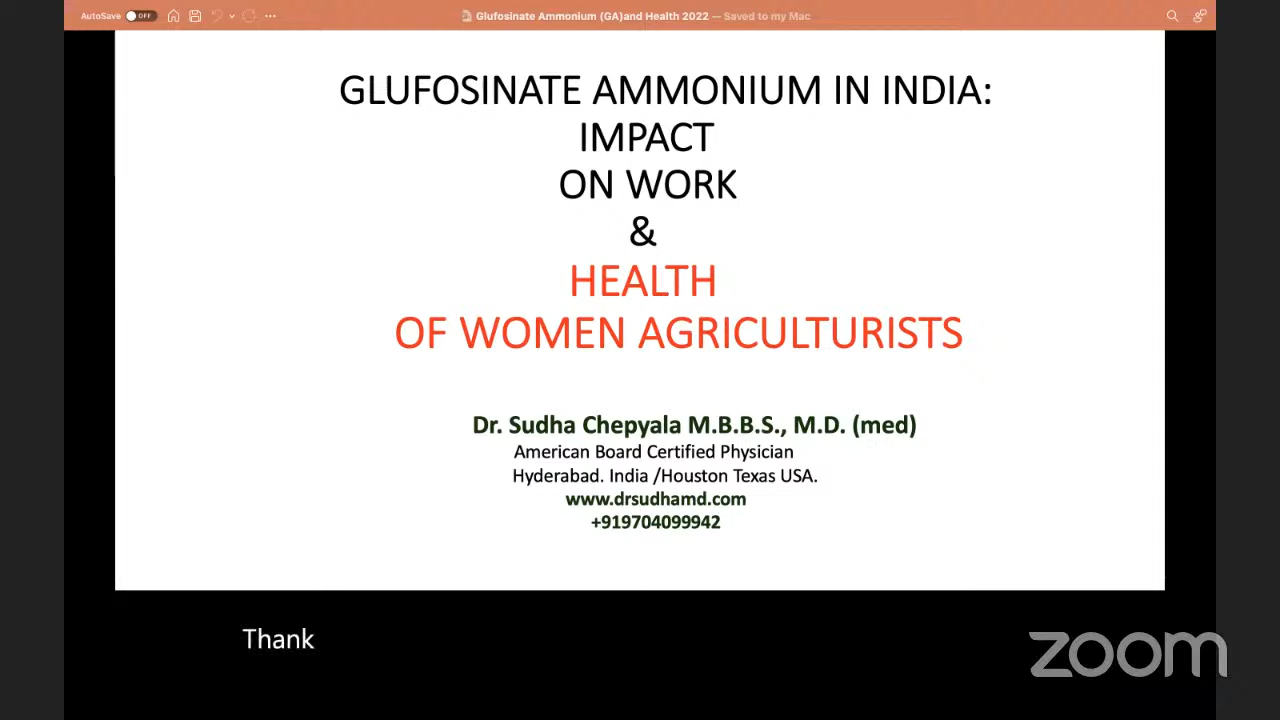 AutoSave OFF
Glufosinate Ammonium (GA)and Health 2022 — Saved to my Mac
GLUFOSINATE AMMONIUM IN INDIA:
IMPACT
ON WORK
&
HEALTH
OF WOMEN AGRICULTURISTS
Dr. Sudha Chepyala M.B.B.S., M.D. (med)
American Board Certified Physician
Hyderabad. India /Houston Texas USA.
www.drsudhamd.com
+919704099942
Thank
zoom